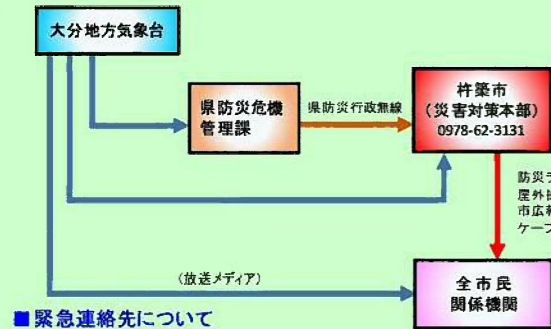 大分地方気象台
県防災危機
管理課
県防災行政無線
杵築市
(災害対策本部)
0978-62-3131
防災
屋外
市広
ケー
(放送メディア)
全市民
関係機関
■緊急連絡先について